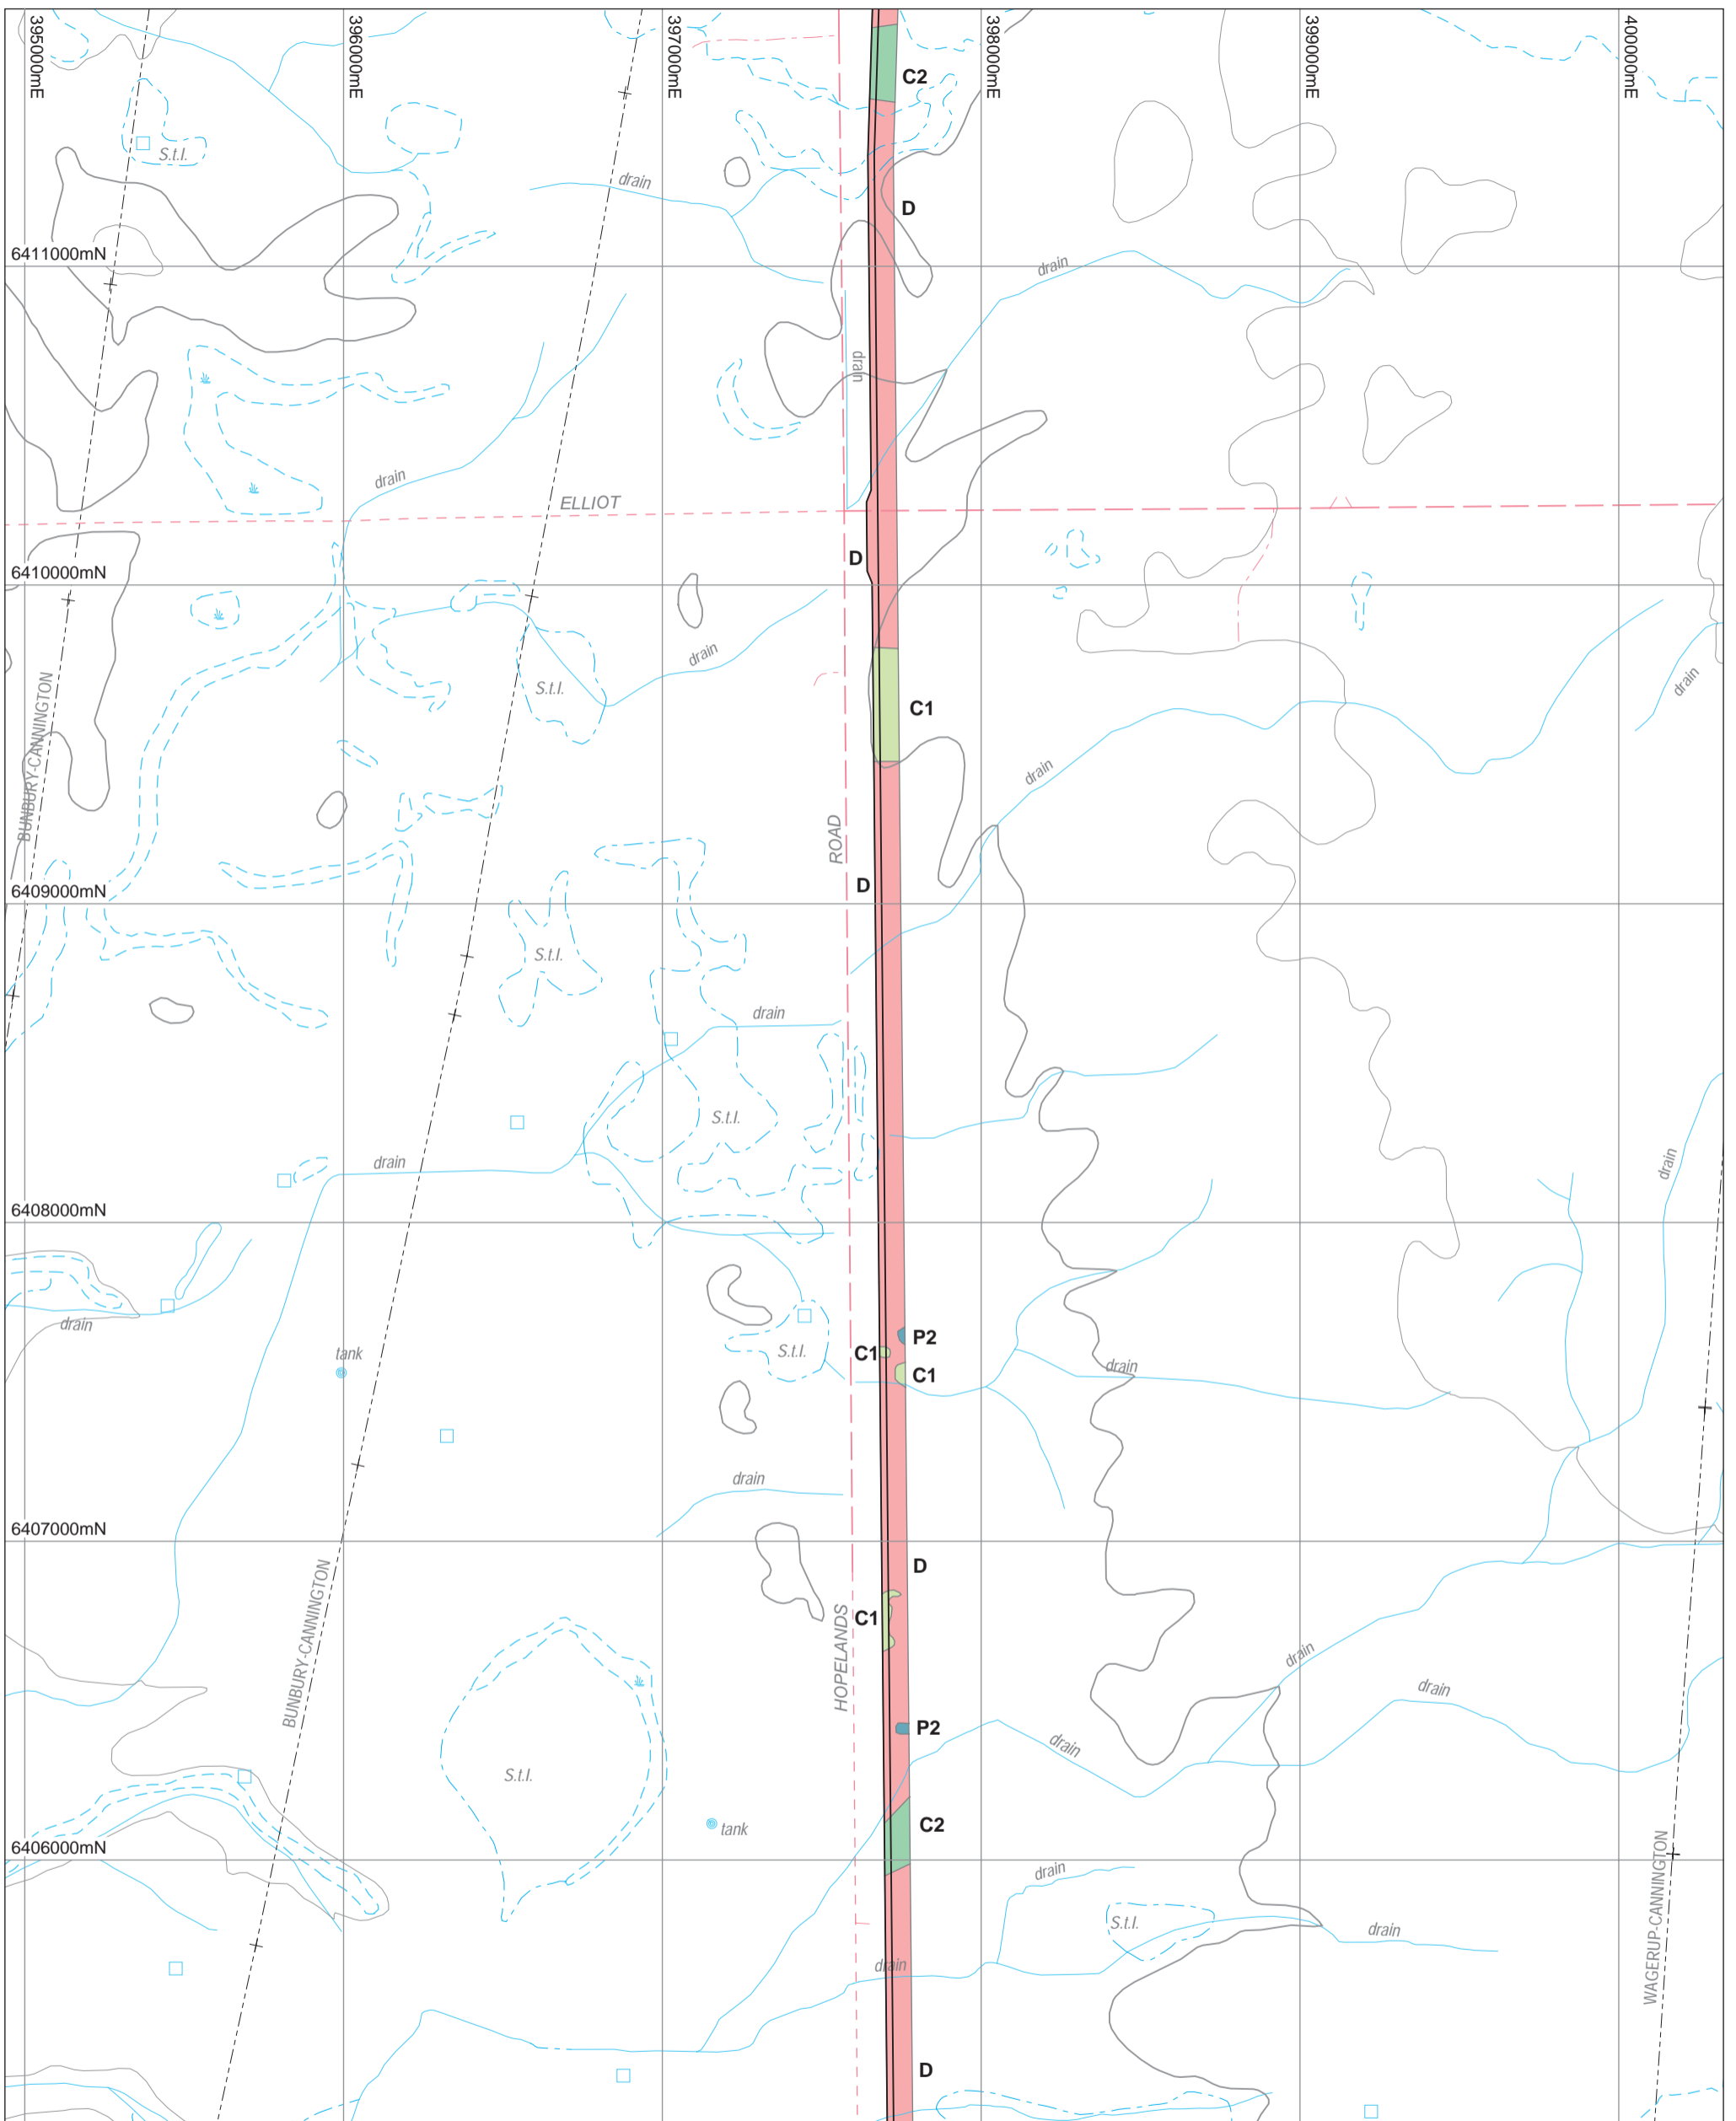 395000mE
396000mE
397000mE
398000mE
399000mE
400000mE
C2
S.t.l.
drain
D
6411000mN
drain
drain
drain
ELLIOT
D
6410000mN
drain
S.t.l.
drain
BUNBURY-CANNINGTON
C1
drain
ROAD
D
6409000mN
S.t.l.
drain
S.t.l.
drain
drain
6408000mN
drain
P2
tank
S.t.l.
C1
drain
C1
drain
6407000mN
D
BUNBURY-CANNINGTON
HOPELANDS
C1
drain
drain
P2
drain
S.t.l.
tank
C2
6406000mN
drain
WAGERUP-CANNINGTON
S.t.l.
drain
drain
D